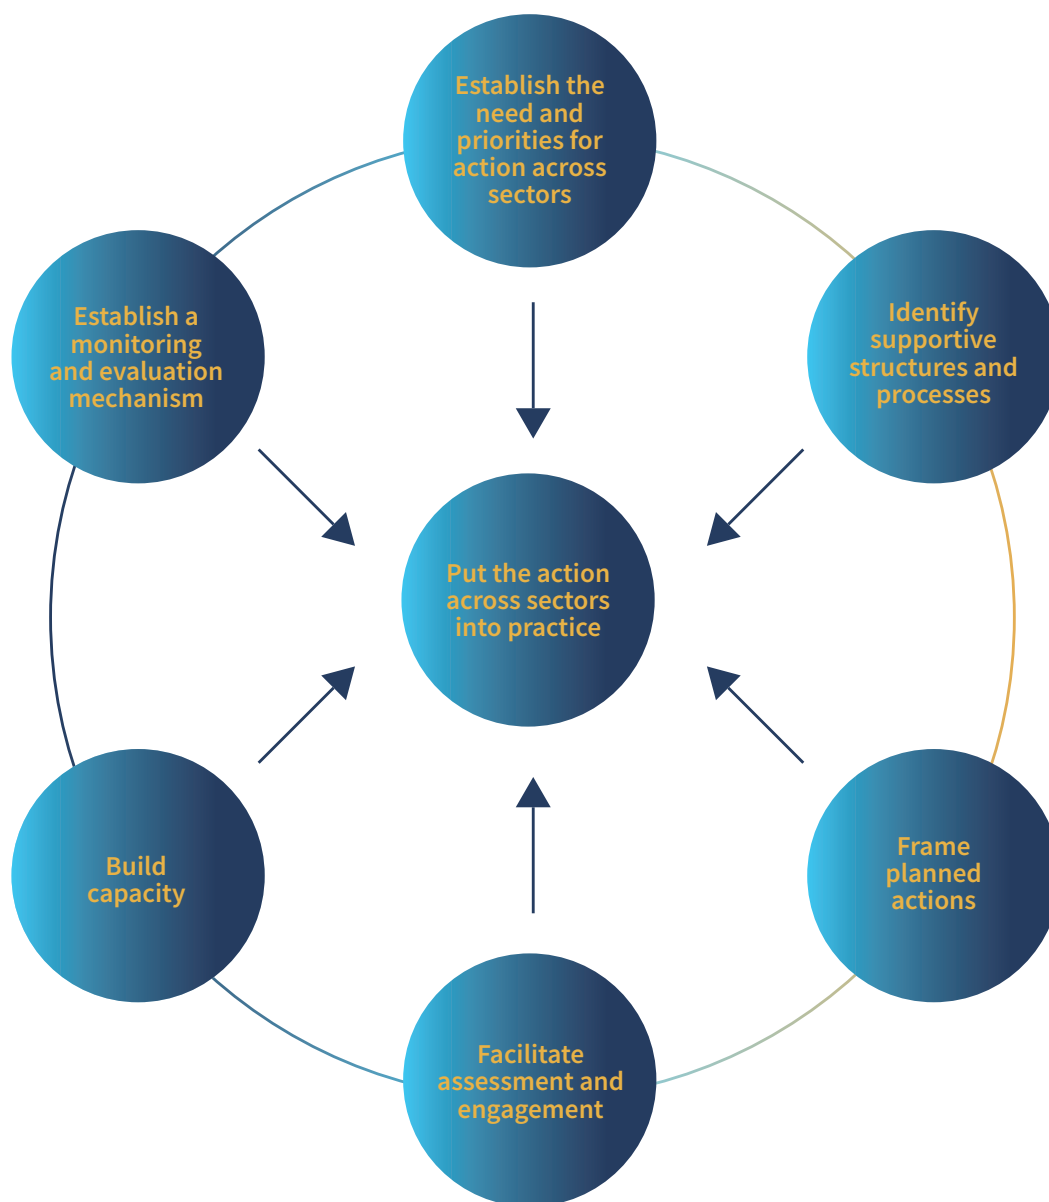 Establish the
need and
priorities for
action across
sectors
Identify
supportive
structures and
processes
Frame
planned
actions
Facilitate
assessment and
engagement
Build
capacity
Establish a
monitoring
and evaluation
mechanism
Put the action
across sectors
into practice